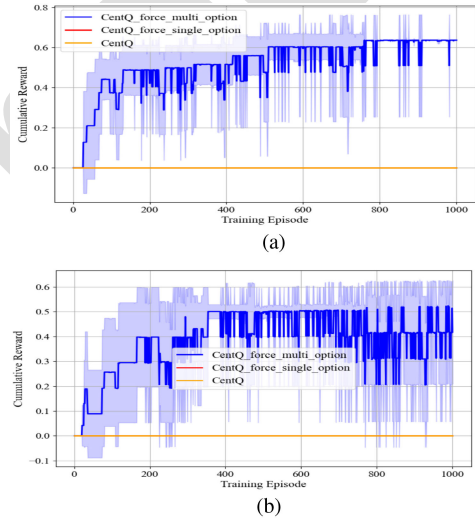 CentQ_force_multi_option
CentQ_force_single_option
CentQ
0.8
0.6
0.4
0.2
0.0
Cumulative Reward
0 200 400 600 800 1000
Training Episode
(a)
0.6
0.5
0.4
0.3
0.2
0.1
0.0
−0.1
Cumulative Reward
CentQ_force_multi_option
CentQ_force_single_option
CentQ
0 200 400 600 800 1000
Training Episode
(b)